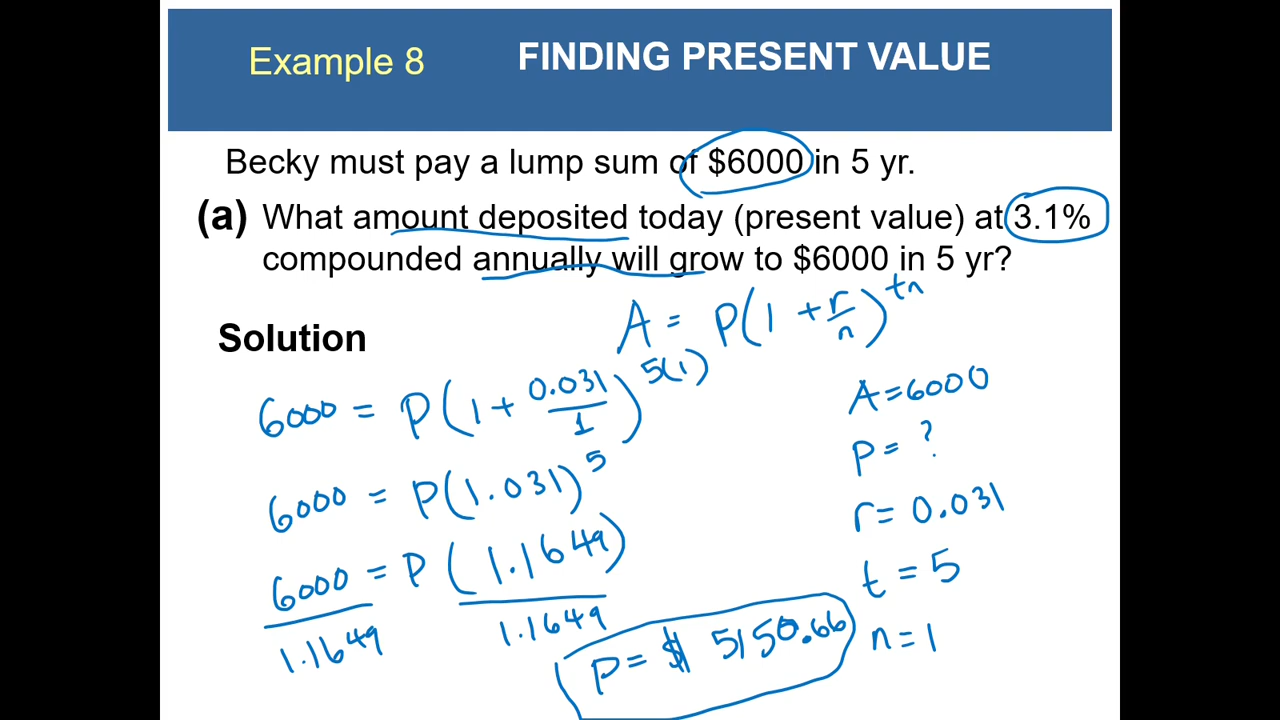 Example 8 FINDING PRESENT VALUE
Becky must pay a lump sum of $6000 in 5 yr.
(a) What amount deposited today (present value) at 3.1%
compounded annually will grow to $6000 in 5 yr?
Solution
A = P(1 + r/n)^tn
6000 = P(1 + 0.031/1)^5(1)
A = 6000
P = ?
6000 = P(1.031)^5
r = 0.031
6000 = P(1.1649)
1.1649 1.1649
t = 5
P = $ 5150.66
n = 1